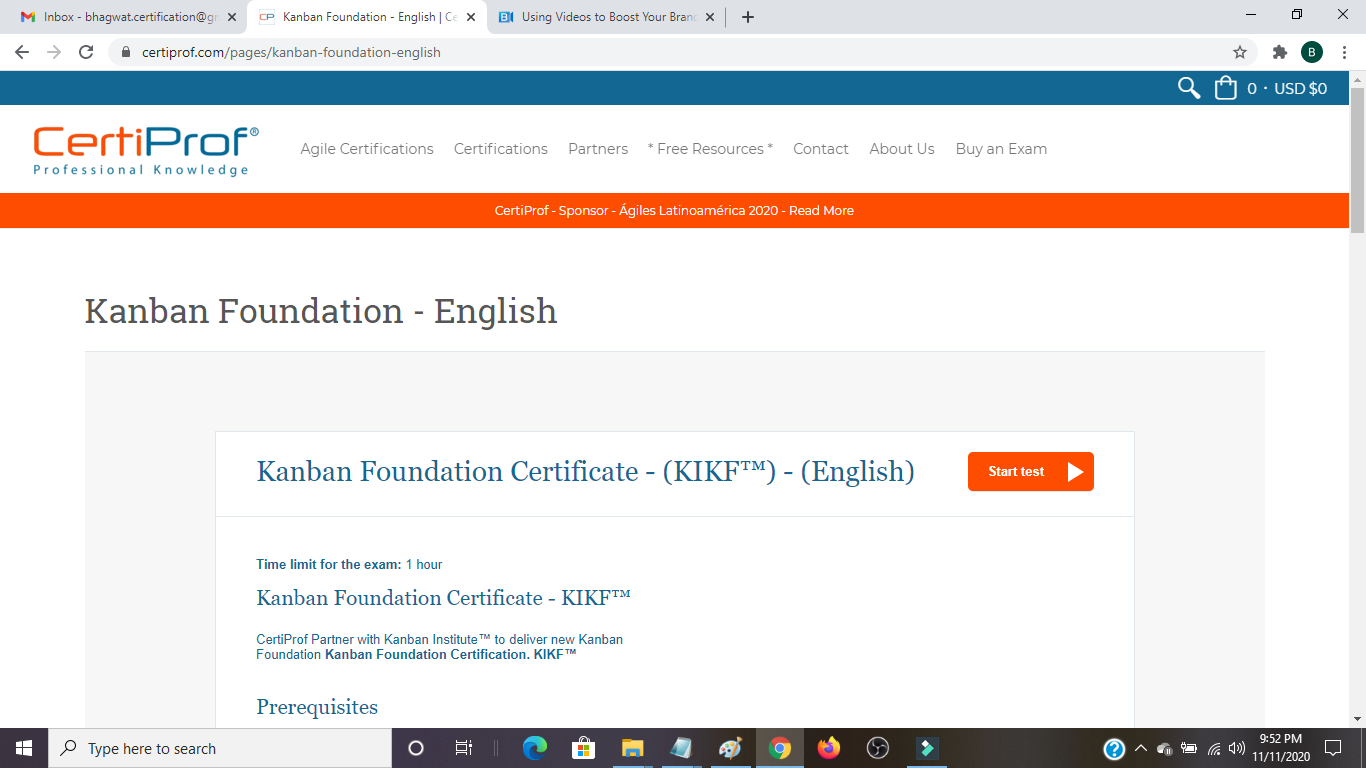 Inbox - bhagwat.certification@gm
Kanban Foundation - English | Ce
Using Videos to Boost Your Brand
certiprof.com/pages/kanban-foundation-english
B
0 · USD $0
CertiProf®
Professional Knowledge
Agile Certifications Certifications Partners * Free Resources * Contact About Us Buy an Exam
CertiProf - Sponsor - Ágiles Latinoamérica 2020 - Read More
Kanban Foundation - English
Kanban Foundation Certificate - (KIKF™) - (English)
Start test
Time limit for the exam: 1 hour
Kanban Foundation Certificate - KIKF™
CertiProf Partner with Kanban Institute™ to deliver new Kanban
Foundation Kanban Foundation Certification. KIKF™
Prerequisites
Type here to search
9:52 PM
11/11/2020